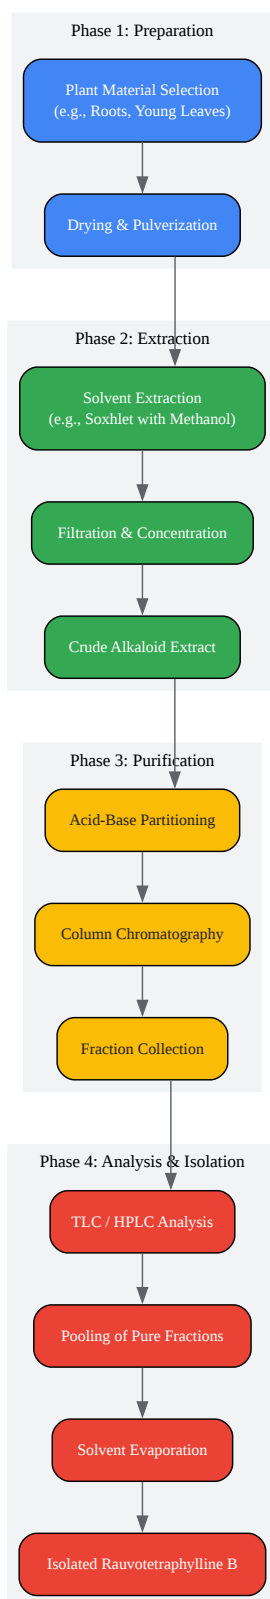 Phase 1: Preparation
Plant Material Selection
(e.g., Roots, Young Leaves)
Drying & Pulverization
Phase 2: Extraction
Solvent Extraction
(e.g., Soxhlet with Methanol)
Filtration & Concentration
Crude Alkaloid Extract
Phase 3: Purification
Acid-Base Partitioning
Column Chromatography
Fraction Collection
Phase 4: Analysis & Isolation
TLC / HPLC Analysis
Pooling of Pure Fractions
Solvent Evaporation
Isolated Rauvotetraphylline B